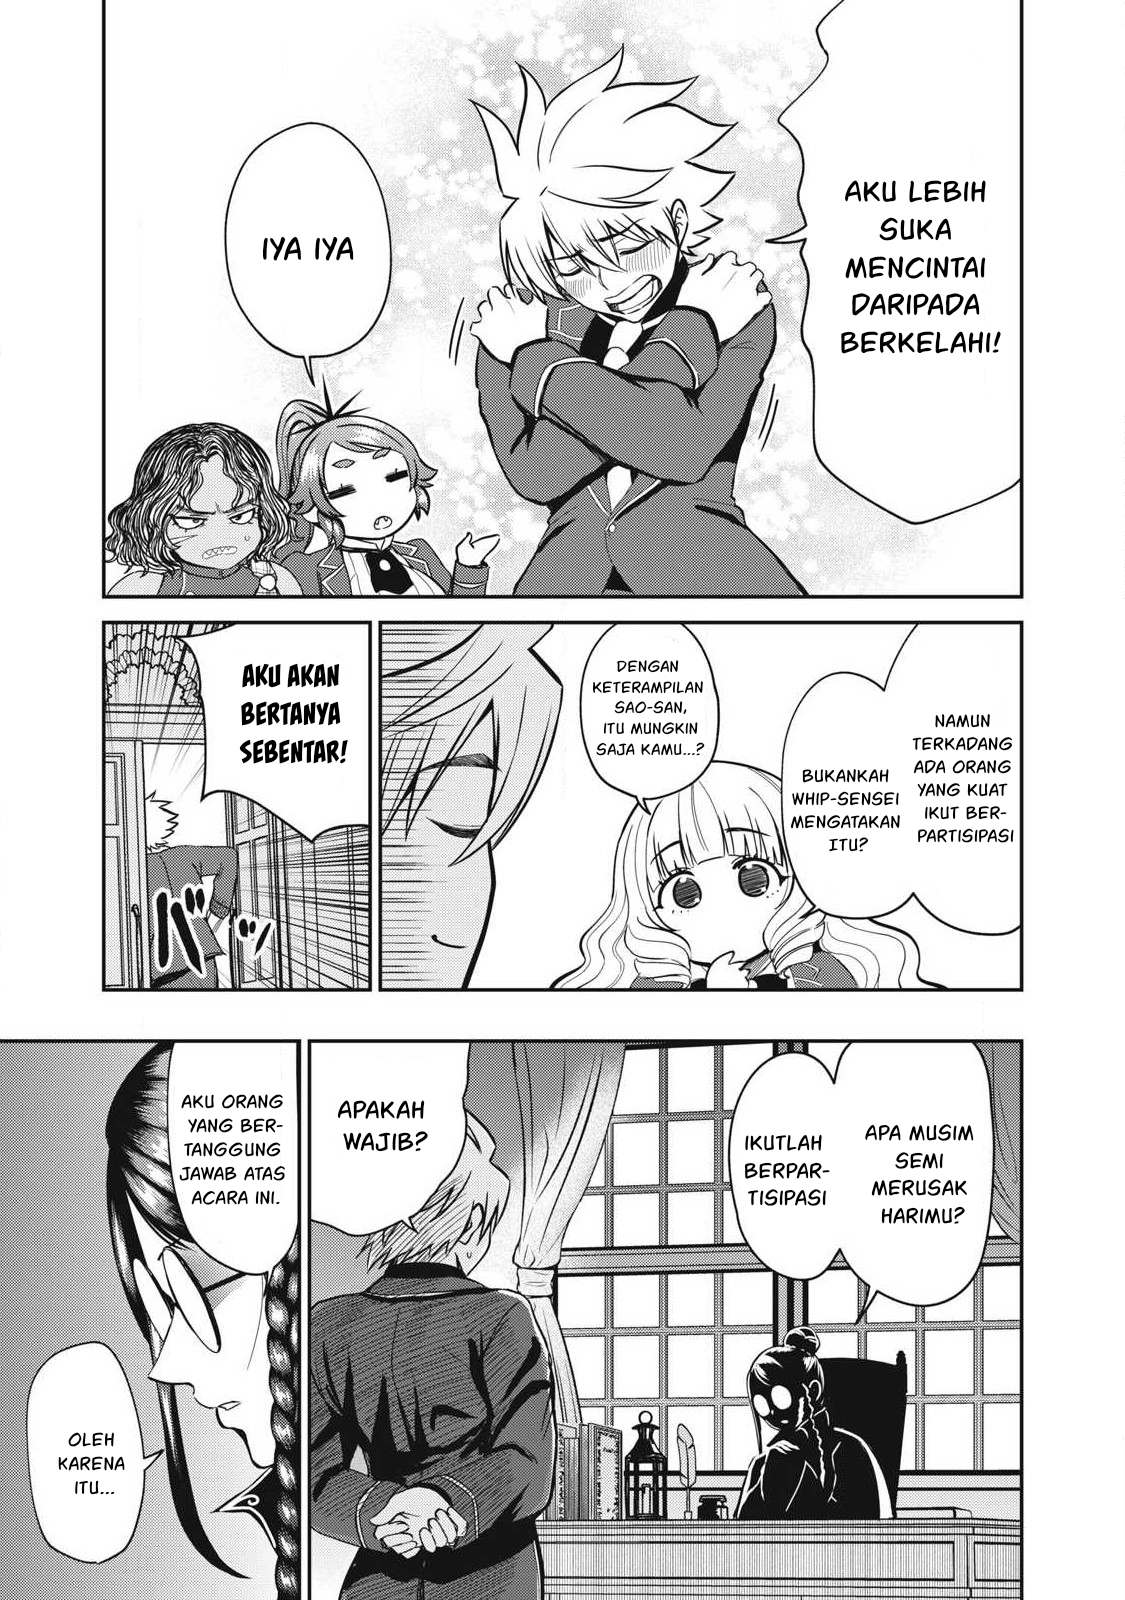 AKU LEBIH
SUKA
MENCINTAI
DARIPADA
BERKELAHI!
IYA IYA
NAMUN
TERKADANG
ADA ORANG
YANG KUAT
IKUT BER-
PARTISIPASI
BUKANKAH
WHIP-SENSEI
MENGATAKAN
ITU?
DENGAN
KETERAMPILAN
SAO-SAN,
ITU MUNGKIN
SAJA KAMU...?
AKU AKAN
BERTANYA
SEBENTAR!
バッ
APA MUSIM
SEMI
MERUSAK
HARIMU?
IKUTLAH
BERPAR-
TISIPASI
APAKAH
WAJIB?
AKU ORANG
YANG BER-
TANGGUNG
JAWAB ATAS
ACARA INI.
OLEH
KARENA
ITU...